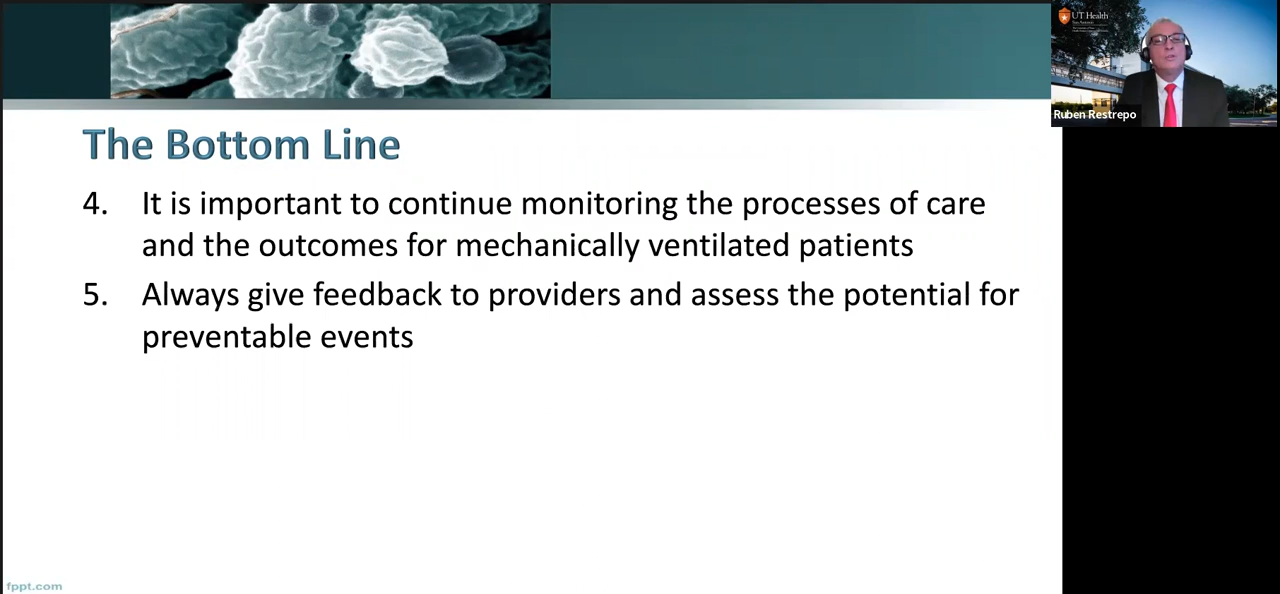 UT Health
San Antonio
Ruben Restrepo
The Bottom Line
4. It is important to continue monitoring the processes of care
and the outcomes for mechanically ventilated patients
5. Always give feedback to providers and assess the potential for
preventable events
fppt.com